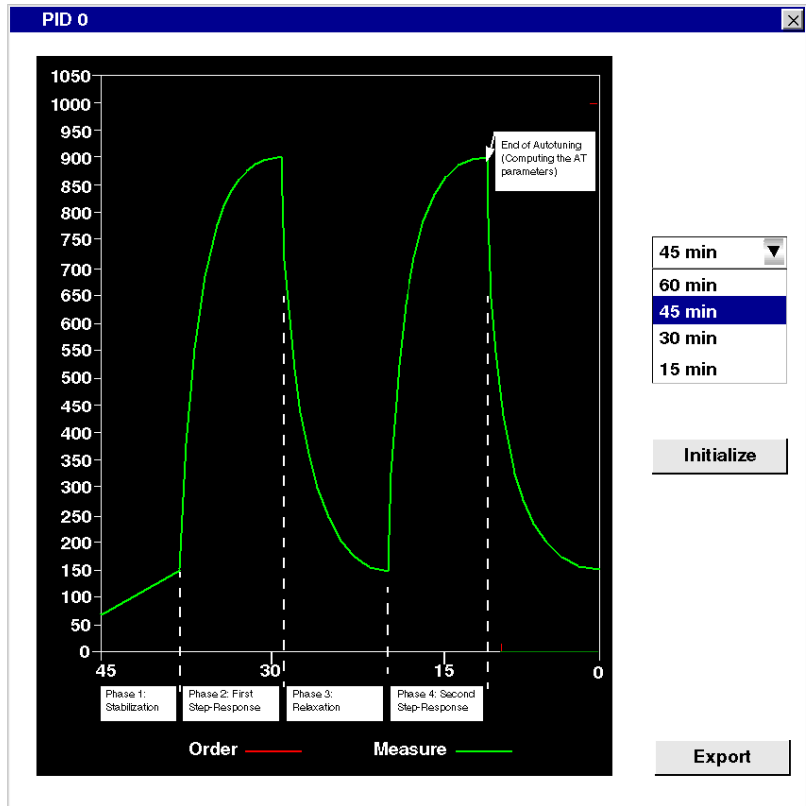 PID 0
1050
1000
950
900
850
800
750
700
650
600
550
500
450
400
350
300
250
200
150
100
50
0
End of Autotuning
(Computing the AT
parameters)
45
30
15
0
Phase 1:
Stabilization
Phase 2: First
Step-Response
Phase 3:
Relaxation
Phase 4: Second
Step-Response
Order
Measure
45 min
60 min
45 min
30 min
15 min
Initialize
Export